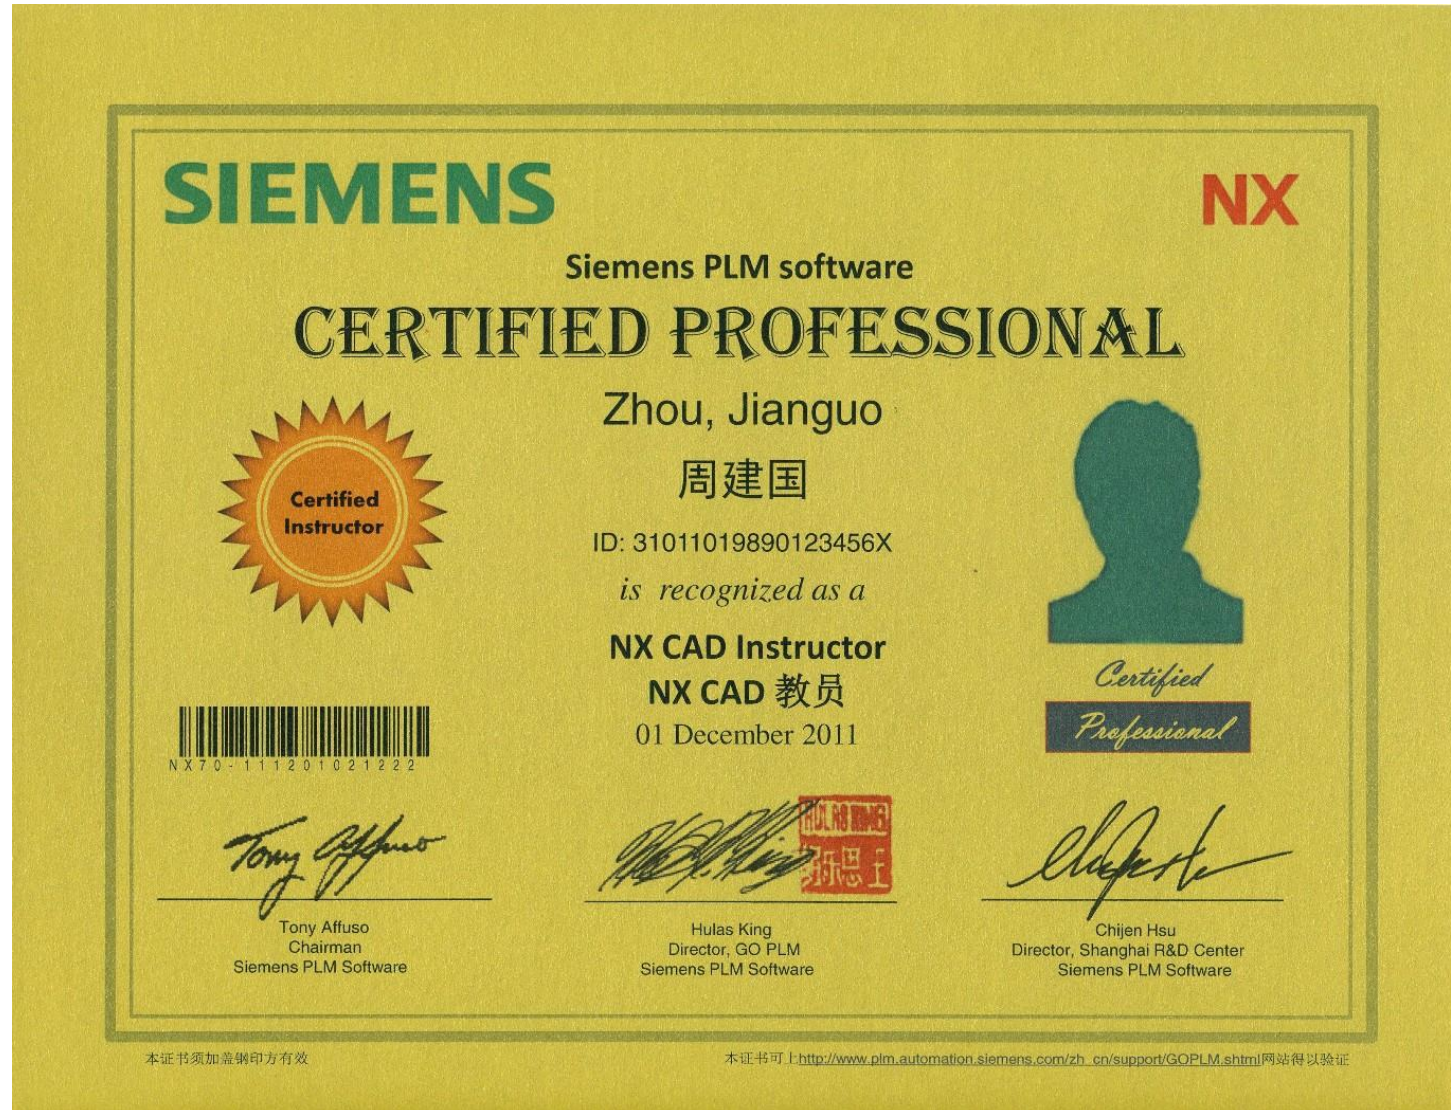 SIEMENS
NX
Siemens PLM software
CERTIFIED PROFESSIONAL
Zhou, Jianguo
周建国
Certified
Instructor
ID: 31011019890123456X
is recognized as a
NX CAD Instructor
NX CAD 教员
01 December 2011
Certified
Professional
NX70-111201021222
Tony Affuso
HULAS KING
Tony Affuso
Chairman
Siemens PLM Software
Hulas King
Director, GO PLM
Siemens PLM Software
Chijen Hsu
Director, Shanghai R&D Center
Siemens PLM Software
本证书须加盖钢印方有效
本证书可上http://www.plm.automation.siemens.com/zh_cn/support/GOPLM.shtml网站得以验证